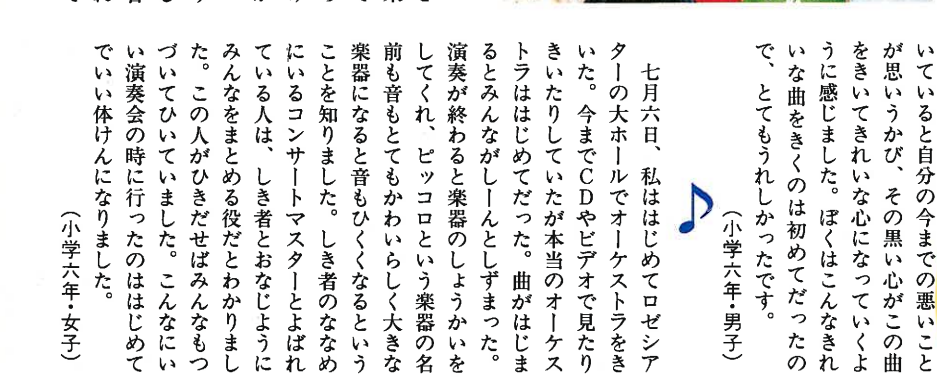 いていると自分の今までの悪いこと
が思いうかび、その黒い心がこの曲
をきいてきれいな心になっていくよ
うに感じました。ぼくはこんなきれ
いな曲をきくのは初めてだったの
で、とてもうれしかったです。
（小学六年・男子）
七月六日、私ははじめてロゼシア
ターの大ホールでオーケストラをき
いた。今までＣＤやビデオで見たり
きいたりしていたが本当のオーケス
トラははじめてだった。曲がはじま
るとみんながしーんとしずまった。
演奏が終わると楽器のしょうかいを
してくれ、ピッコロという楽器の名
前も音もとてもかわいらしく大きな
楽器になると音もひくくなるという
ことを知りました。しき者のななめ
にいるコンサートマスターとよばれ
ている人は、しき者とおなじように
みんなをまとめる役だとわかりまし
た。この人がひきだせばみんなもつ
づいてひいていました。こんなにい
い演奏会の時に行ったのははじめて
でいい体けんになりました。
（小学六年・女子）